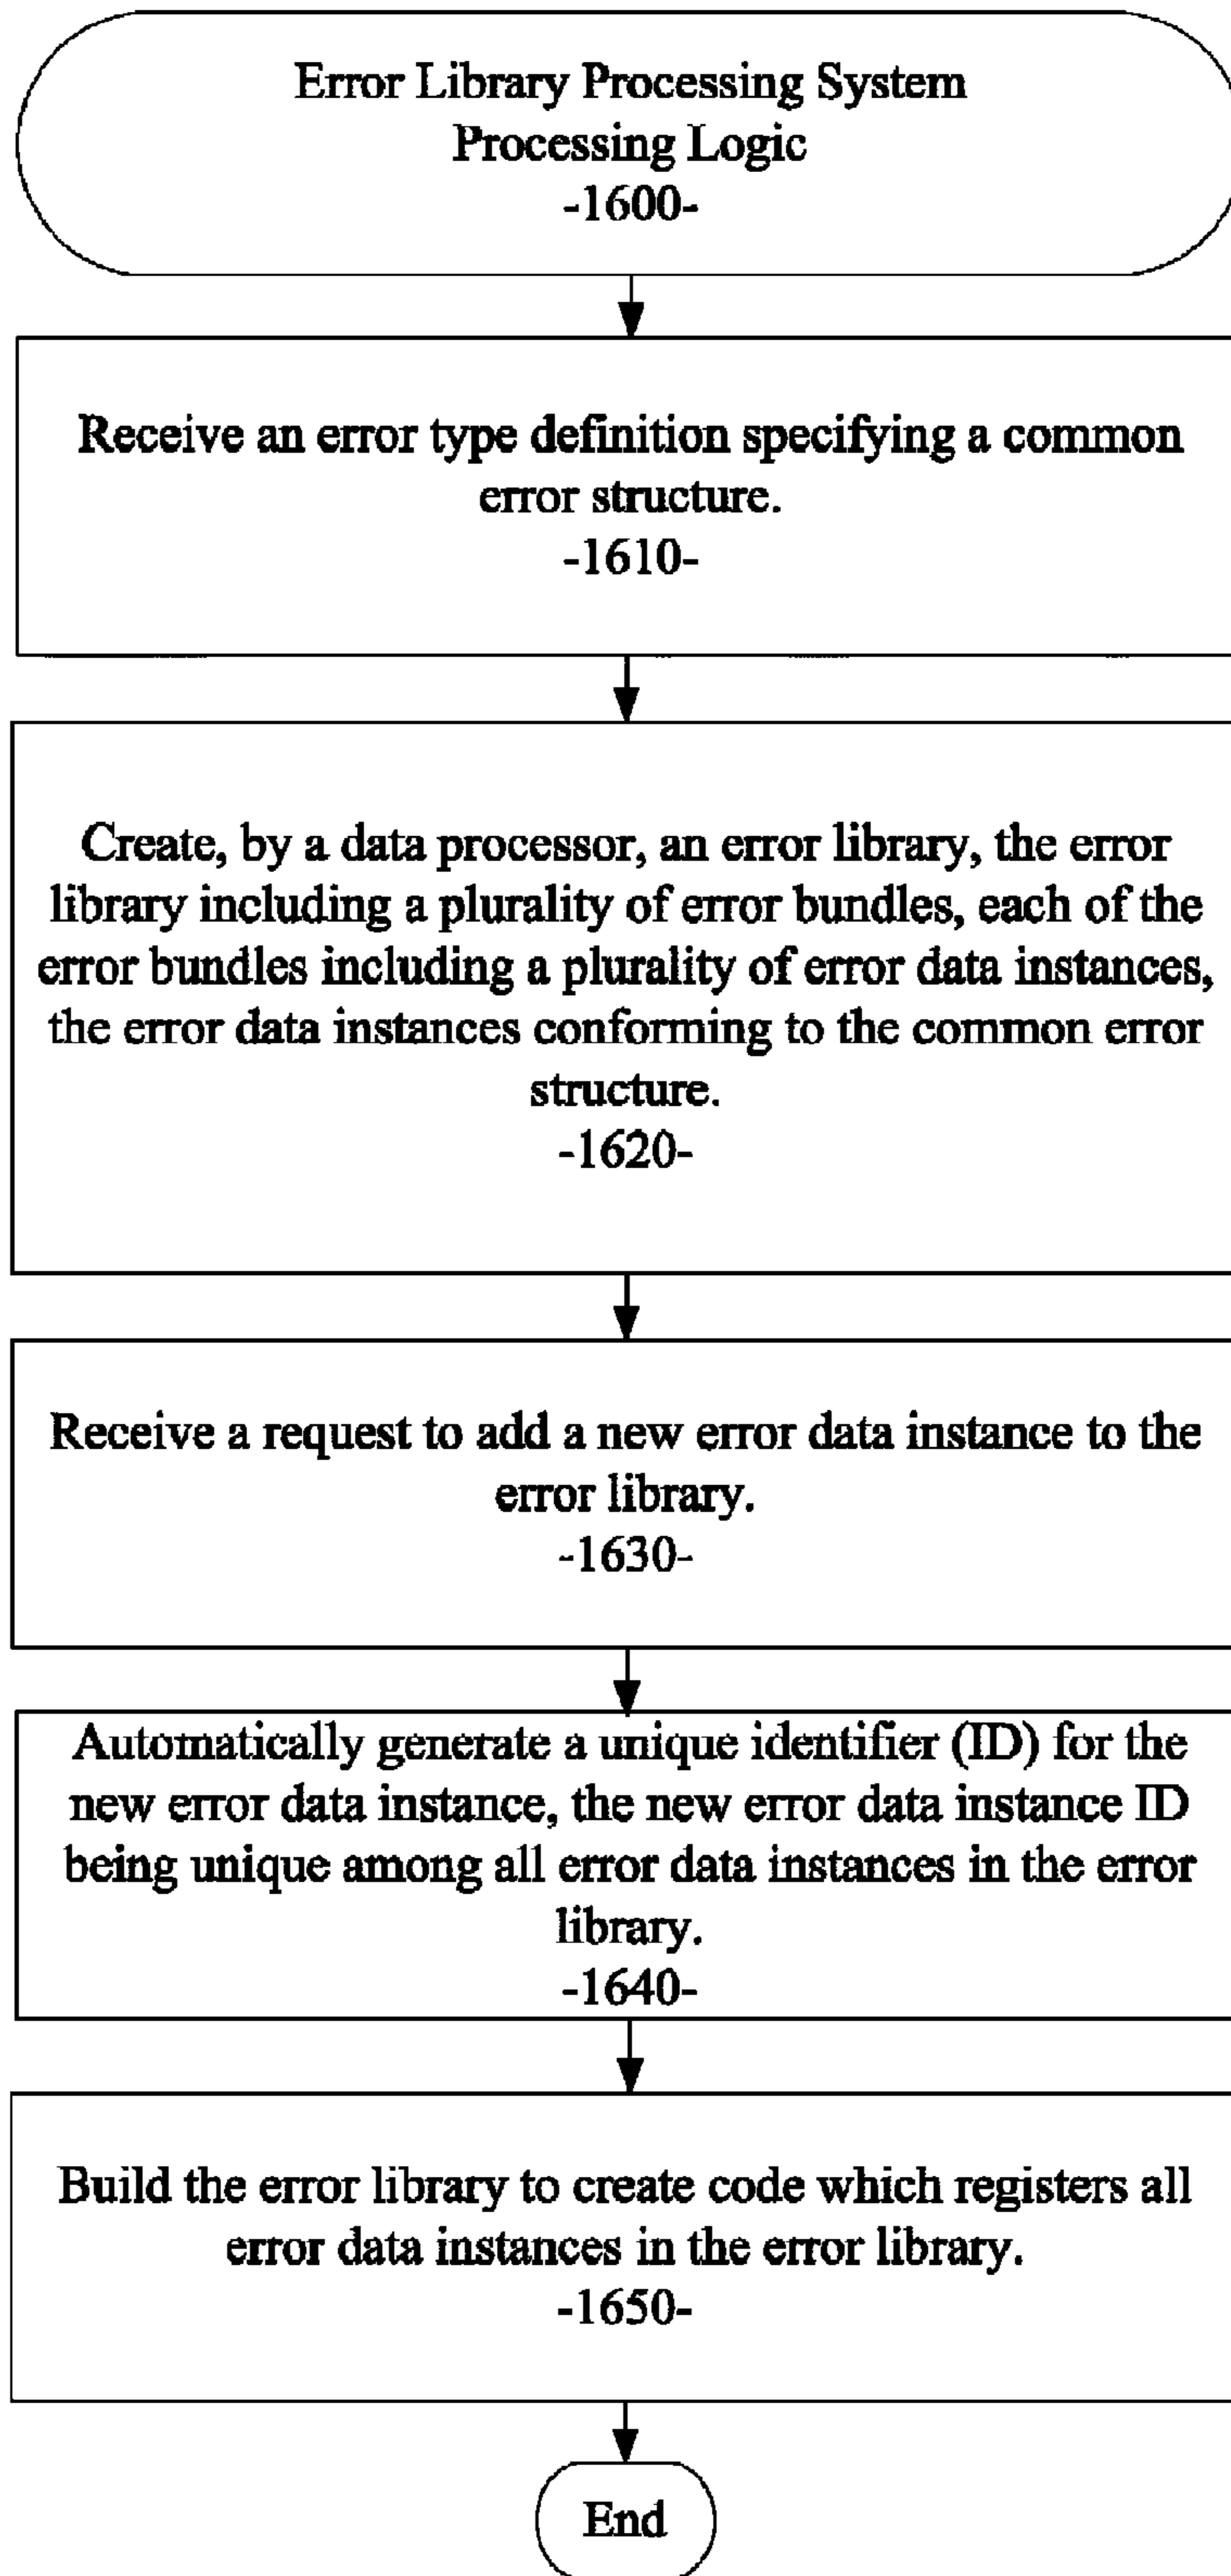 Error Library Processing System
Processing Logic
-1600-
Receive an error type definition specifying a common
error structure.
-1610-
Create, by a data processor, an error library, the error
library including a plurality of error bundles, each of the
error bundles including a plurality of error data instances,
the error data instances conforming to the common error
structure.
-1620-
Receive a request to add a new error data instance to the
error library.
-1630-
Automatically generate a unique identifier (ID) for the
new error data instance, the new error data instance ID
being unique among all error data instances in the error
library.
-1640-
Build the error library to create code which registers all
error data instances in the error library.
-1650-
End